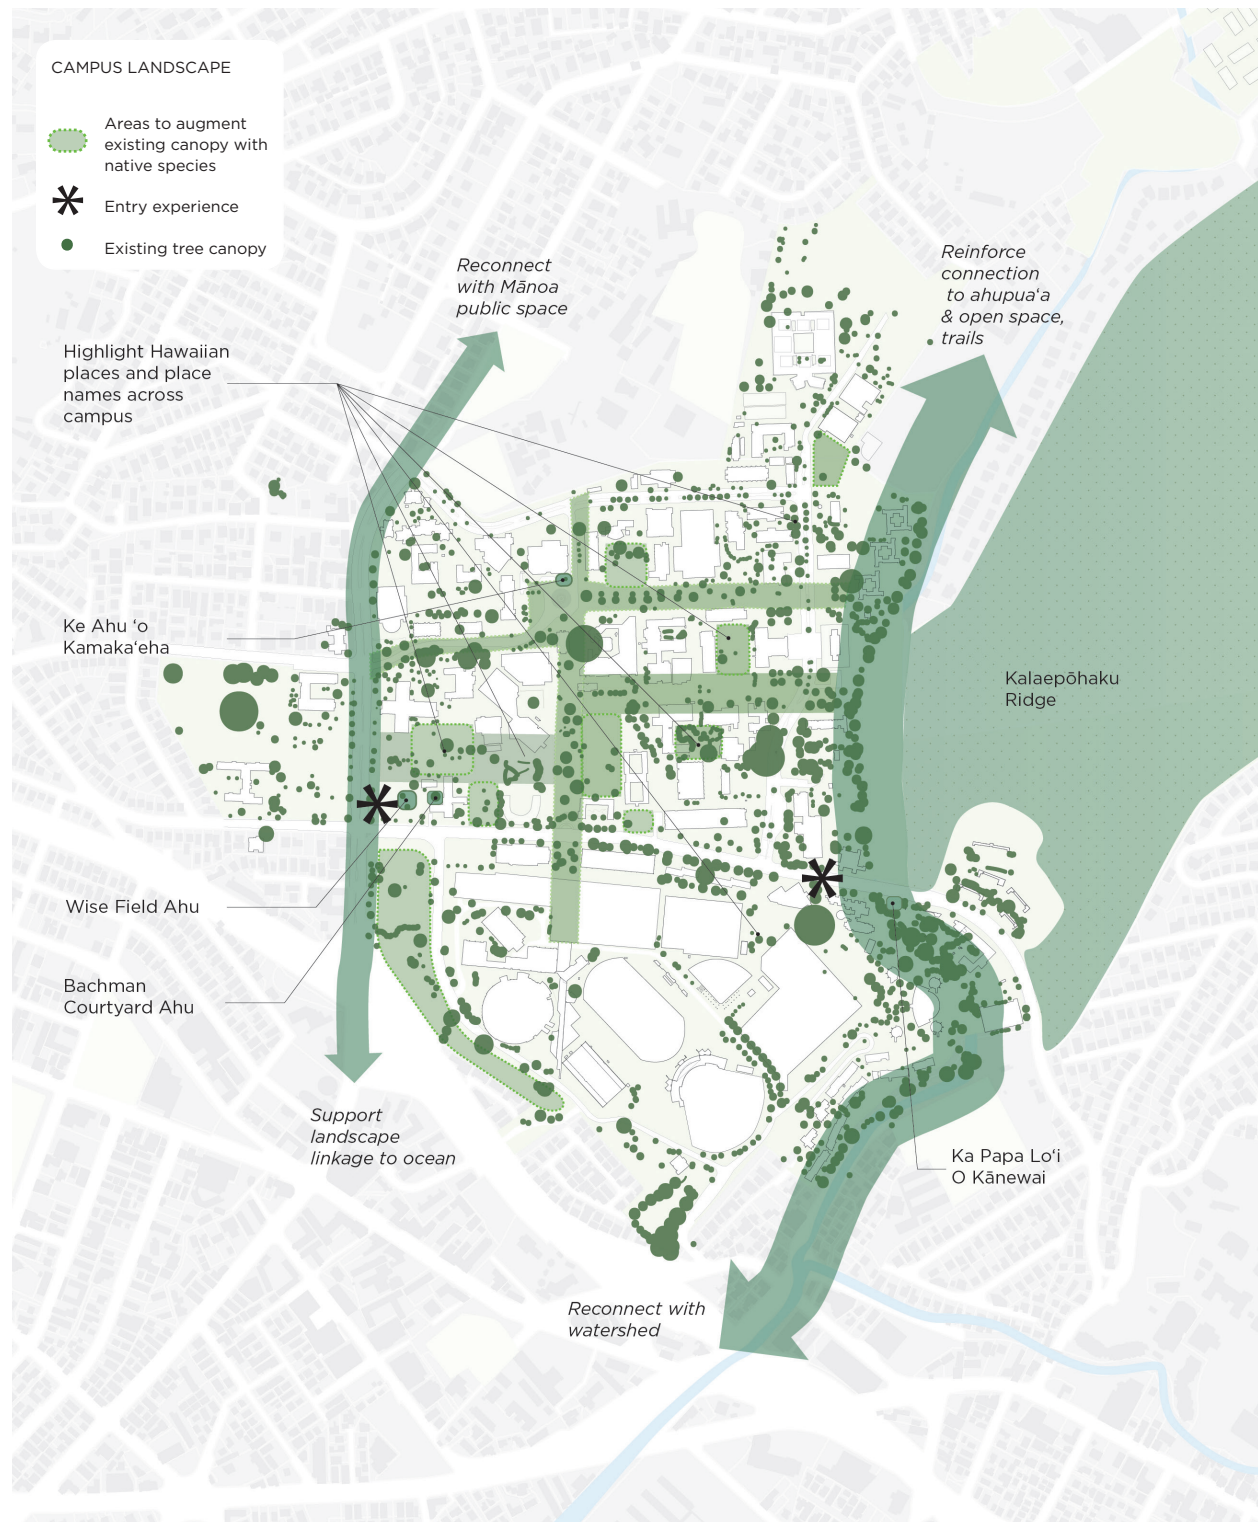 CAMPUS LANDSCAPE
Areas to augment
existing canopy with
native species
Entry experience
Existing tree canopy
Reconnect
with Mānoa
public space
Reinforce
connection
to ahupuaʻa
& open space,
trails
Highlight Hawaiian
places and place
names across
campus
Ke Ahu ʻo
Kamakaʻeha
Kalaepōhaku
Ridge
Wise Field Ahu
Bachman
Courtyard Ahu
Support
landscape
linkage to ocean
Ka Papa Loʻi
O Kānewai
Reconnect with
watershed